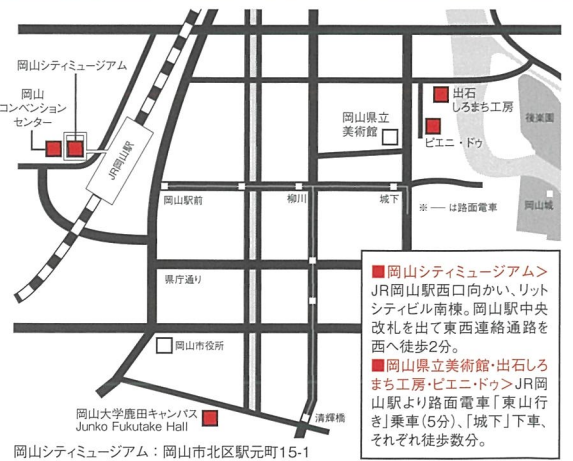 岡山シティミュージアム
岡山
コンベンション
センター
JR岡山駅
出石
しろまち工房
岡山県立
美術館
ピエニ・ドゥ
後楽園
岡山駅前
柳川
城下
※ ── は路面電車
岡山城
県庁通り
岡山市役所
岡山大学鹿田キャンパス
Junko Fukutake Hall
清輝橋
■岡山シティミュージアム＞
JR岡山駅西口向かい、リット
シティビル南棟。岡山駅中央
改札を出て東西連絡通路を
西へ徒歩2分。
■岡山県立美術館・出石しろ
まち工房・ピエニ・ドゥ＞JR岡
山駅より路面電車「東山行
き」乗車（5分）、「城下」下車、
それぞれ徒歩数分。
岡山シティミュージアム：岡山市北区駅元町15-1